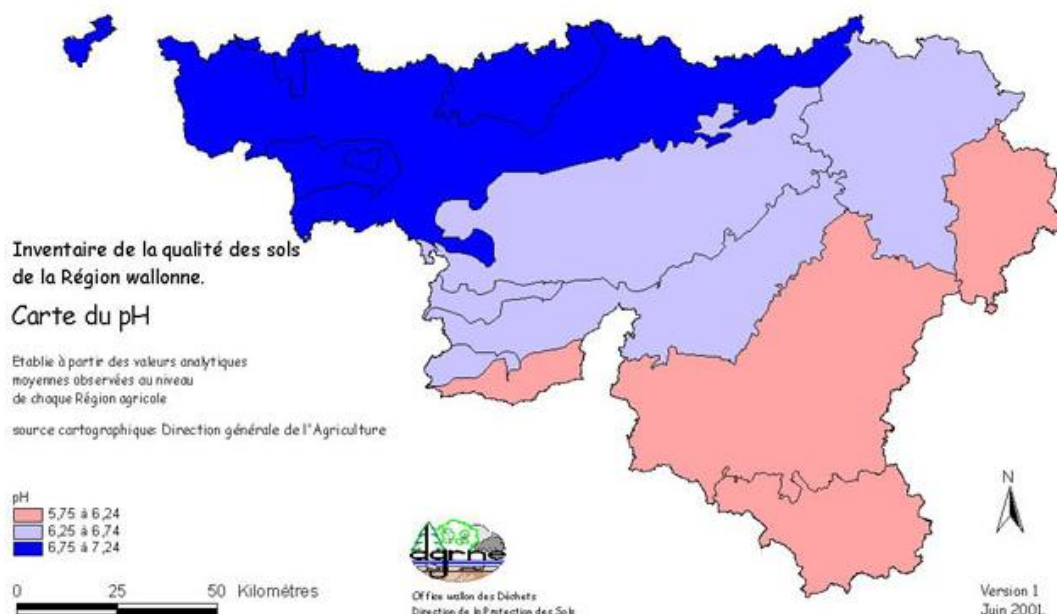 Inventaire de la qualité des sols
de la Région wallonne.
Carte du pH
Etablie à partir des valeurs analytiques
moyennes observées au niveau
de chaque Région agricole
source cartographique: Direction générale de l'Agriculture
pH
5,75 à 6,24
6,25 à 6,74
6,75 à 7,24
0 25 50 Kilomètres
dgrne
Office wallon des Déchets
Direction de la Protection des Sols
N
Version 1
Juin 2001